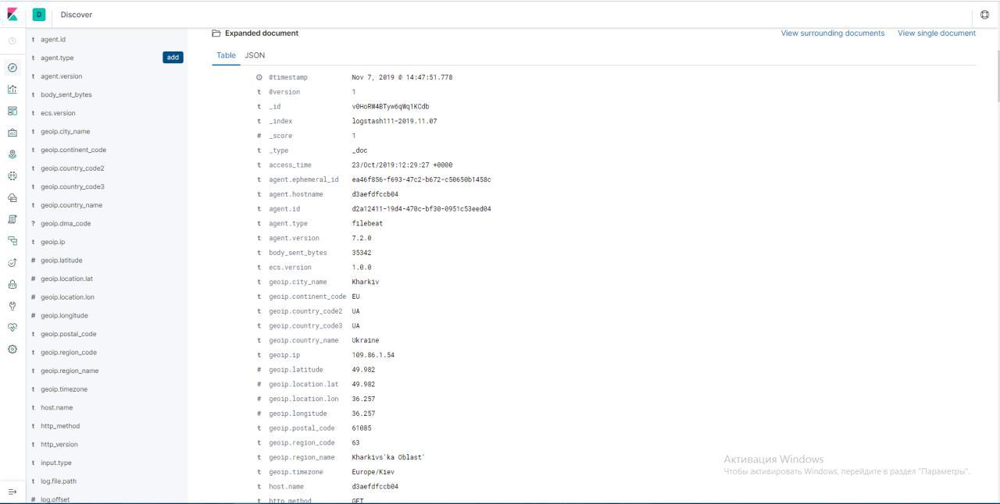 D Discover
t agent.id
t agent.type add
t agent.version
t body_sent_bytes
t ecs.version
t geoip.city_name
t geoip.continent_code
t geoip.country_code2
t geoip.country_code3
t geoip.country_name
? geoip.dma_code
t geoip.ip
# geoip.latitude
# geoip.location.lat
# geoip.location.lon
# geoip.longitude
t geoip.postal_code
t geoip.region_code
t geoip.region_name
t geoip.timezone
t host.name
t http_method
t http_version
t input.type
t log.file.path
# log.offset
Expanded document View surrounding documents View single document
Table JSON
@timestamp Nov 7, 2019 @ 14:47:51.778
t @version 1
t _id v0HoRW4BTyw6qWq1KCdb
t _index logstash111-2019.11.07
# _score 1
t _type _doc
t access_time 23/Oct/2019:12:29:27 +0000
t agent.ephemeral_id ea46f856-f693-47c2-b672-c50650b1458c
t agent.hostname d3aefdfccb04
t agent.id d2a12411-19d4-470c-bf30-0951c53eed04
t agent.type filebeat
t agent.version 7.2.0
t body_sent_bytes 35342
t ecs.version 1.0.0
t geoip.city_name Kharkiv
t geoip.continent_code EU
t geoip.country_code2 UA
t geoip.country_code3 UA
t geoip.country_name Ukraine
t geoip.ip 109.86.1.54
# geoip.latitude 49.982
# geoip.location.lat 49.982
# geoip.location.lon 36.257
# geoip.longitude 36.257
t geoip.postal_code 61085
t geoip.region_code 63
t geoip.region_name Kharkivs'ka Oblast'
t geoip.timezone Europe/Kiev
t host.name d3aefdfccb04
t http_method GET
Активация Windows
Чтобы активировать Windows, перейдите в раздел "Параметры".